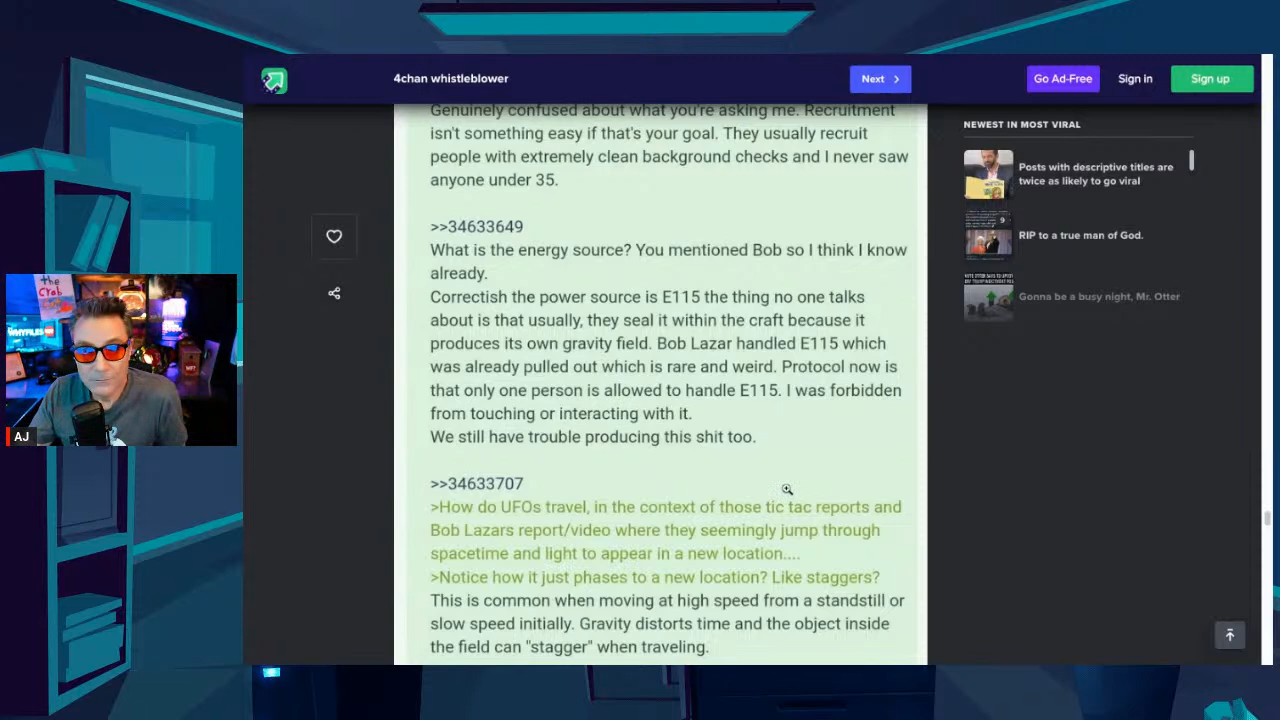 4chan whistleblower
Next
Go Ad-Free
Sign in
Sign up
Genuinely confused about what you're asking me. Recruitment
isn't something easy if that's your goal. They usually recruit
people with extremely clean background checks and I never saw
anyone under 35.
>>34633649
What is the energy source? You mentioned Bob so I think I know
already.
Correctish the power source is E115 the thing no one talks
about is that usually, they seal it within the craft because it
produces its own gravity field. Bob Lazar handled E115 which
was already pulled out which is rare and weird. Protocol now is
that only one person is allowed to handle E115. I was forbidden
from touching or interacting with it.
We still have trouble producing this shit too.
>>34633707
>How do UFOs travel, in the context of those tic tac reports and
Bob Lazars report/video where they seemingly jump through
spacetime and light to appear in a new location....
>Notice how it just phases to a new location? Like staggers?
This is common when moving at high speed from a standstill or
slow speed initially. Gravity distorts time and the object inside
the field can "stagger" when traveling.
NEWEST IN MOST VIRAL
Posts with descriptive titles are
twice as likely to go viral
9
RIP to a true man of God.
Gonna be a busy night, Mr. Otter
the
Crab
AJ